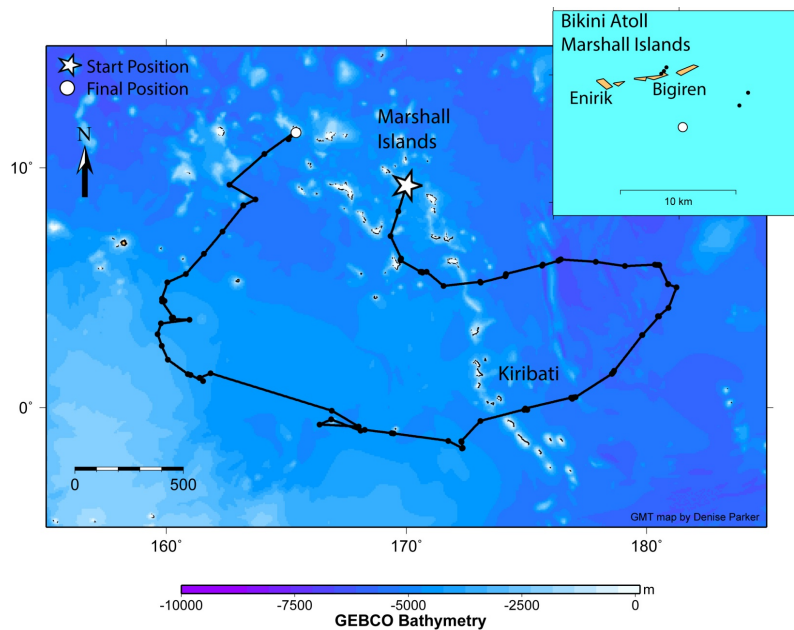 Bikini Atoll
Marshall Islands
Enirik
Bigiren
10 km
Start Position
Final Position
N
Marshall
Islands
10°
Kiribati
0°
0
500
GMT map by Denise Parker
160°
170°
180°
m
-10000
-7500
-5000
-2500
0
GEBCO Bathymetry